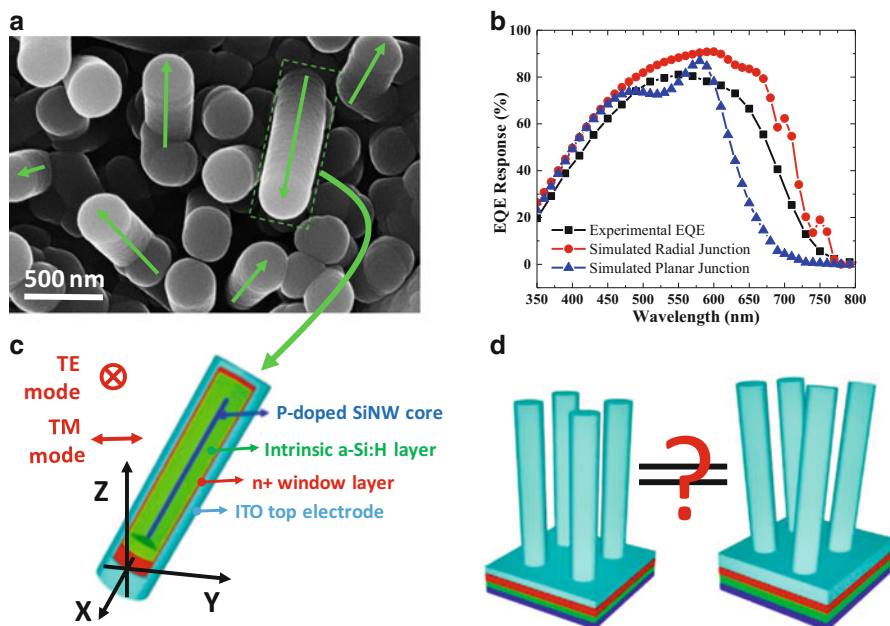 a
500 nm
b
EQE Response (%)
100
80
60
40
20
0
Experimental EQE
Simulated Radial Junction
Simulated Planar Junction
350 400 450 500 550 600 650 700 750 800
Wavelength (nm)
c
TE
mode
TM
mode
Z
X
Y
P-doped SiNW core
Intrinsic a-Si:H layer
n+ window layer
ITO top electrode
d
?